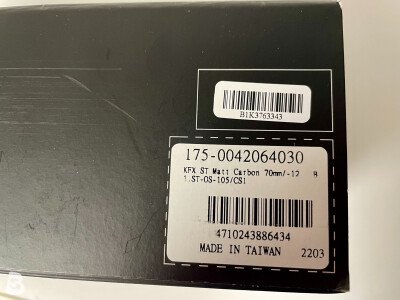 B1K3763343
175-0042064030
KFX ST Matt Carbon 70mm/-12 B
1.ST-OS-105/CS1
4710243886434
MADE IN TAIWAN 2203